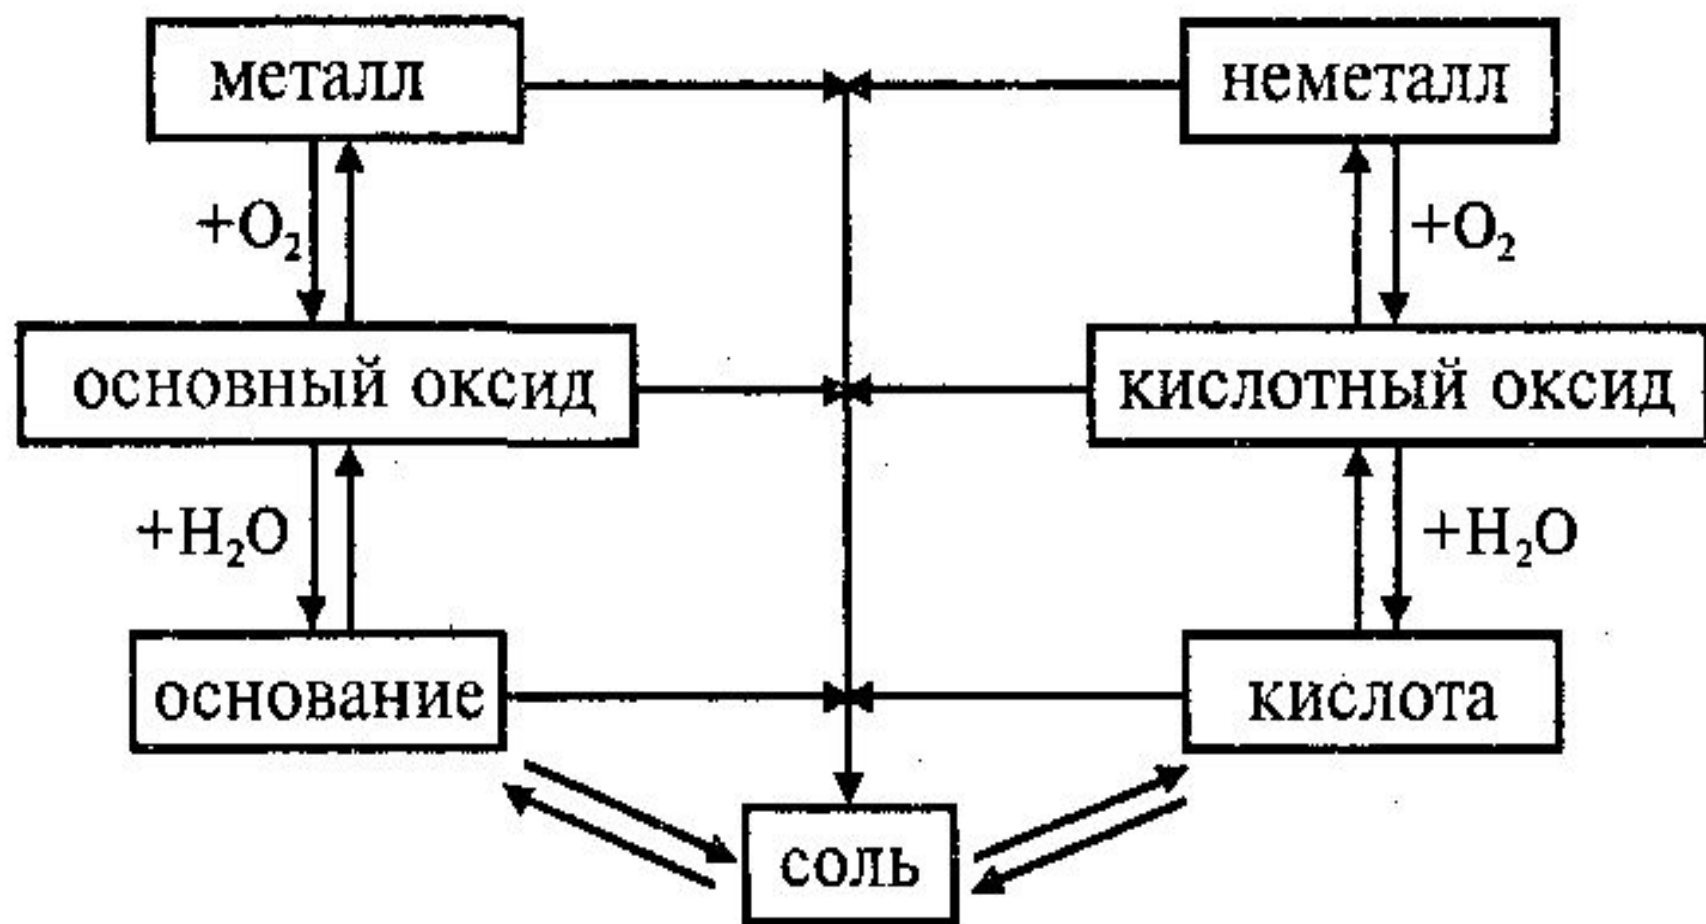 металл
неметалл
+O₂
+O₂
основный оксид
кислотный оксид
+H₂O
+H₂O
основание
кислота
соль